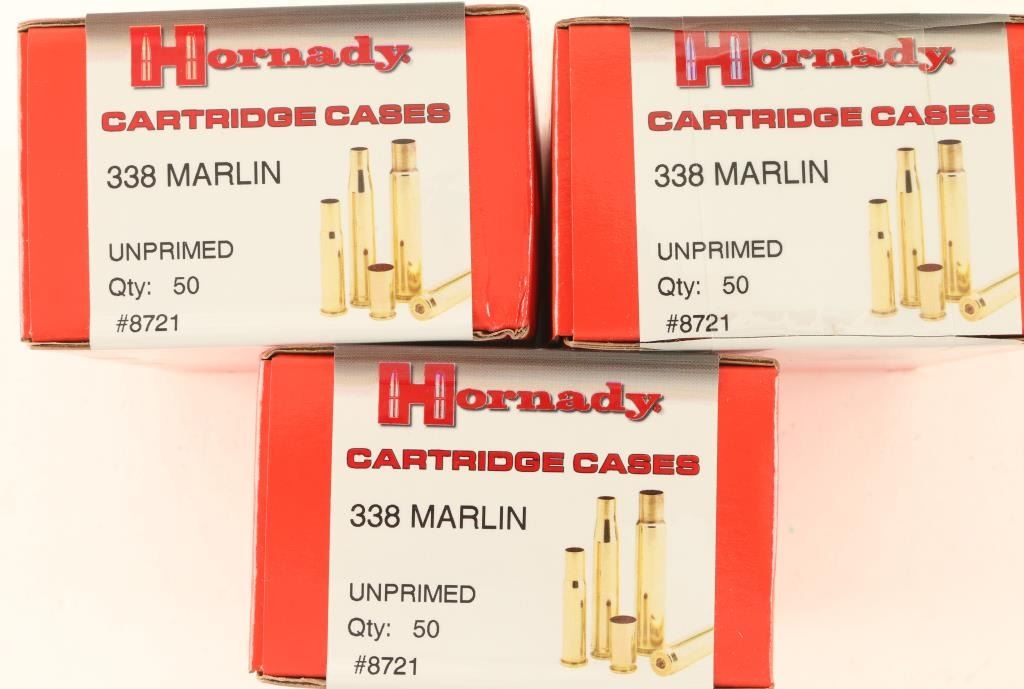 Hornady
CARTRIDGE CASES
338 MARLIN
UNPRIMED
Qty: 50
#8721
Hornady
CARTRIDGE CASES
338 MARLIN
UNPRIMED
Qty: 50
#8721
Hornady
CARTRIDGE CASES
338 MARLIN
UNPRIMED
Qty: 50
#8721